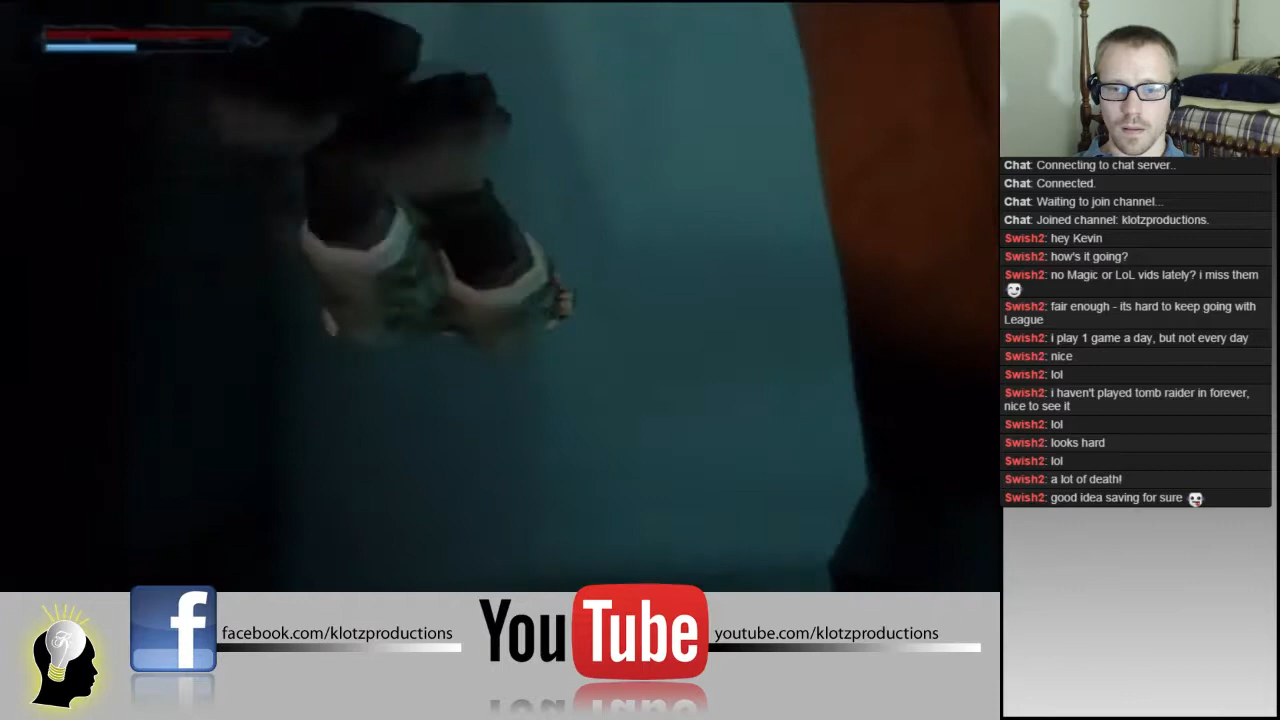 Chat: Connecting to chat server..
Chat: Connected.
Chat: Waiting to join channel...
Chat: Joined channel: klotzproductions.
Swish2: hey Kevin
Swish2: how's it going?
Swish2: no Magic or LoL vids lately? i miss them
Swish2: fair enough - its hard to keep going with
League
Swish2: i play 1 game a day, but not every day
Swish2: nice
Swish2: lol
Swish2: i haven't played tomb raider in forever,
nice to see it
Swish2: lol
Swish2: looks hard
Swish2: lol
Swish2: a lot of death!
Swish2: good idea saving for sure
f facebook.com/klotzproductions
YouTube youtube.com/klotzproductions